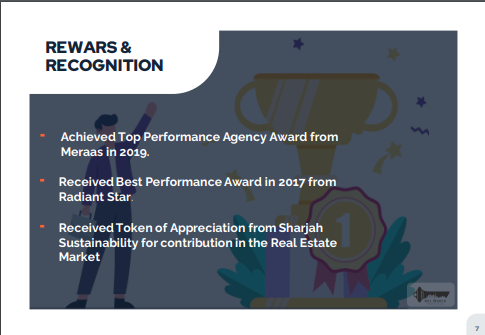 REWARS &
RECOGNITION
Achieved Top Performance Agency Award from
Meraas in 2019.
Received Best Performance Award in 2017 from
Radiant Star.
Received Token of Appreciation from Sharjah
Sustainability for contribution in the Real Estate
Market
1
7